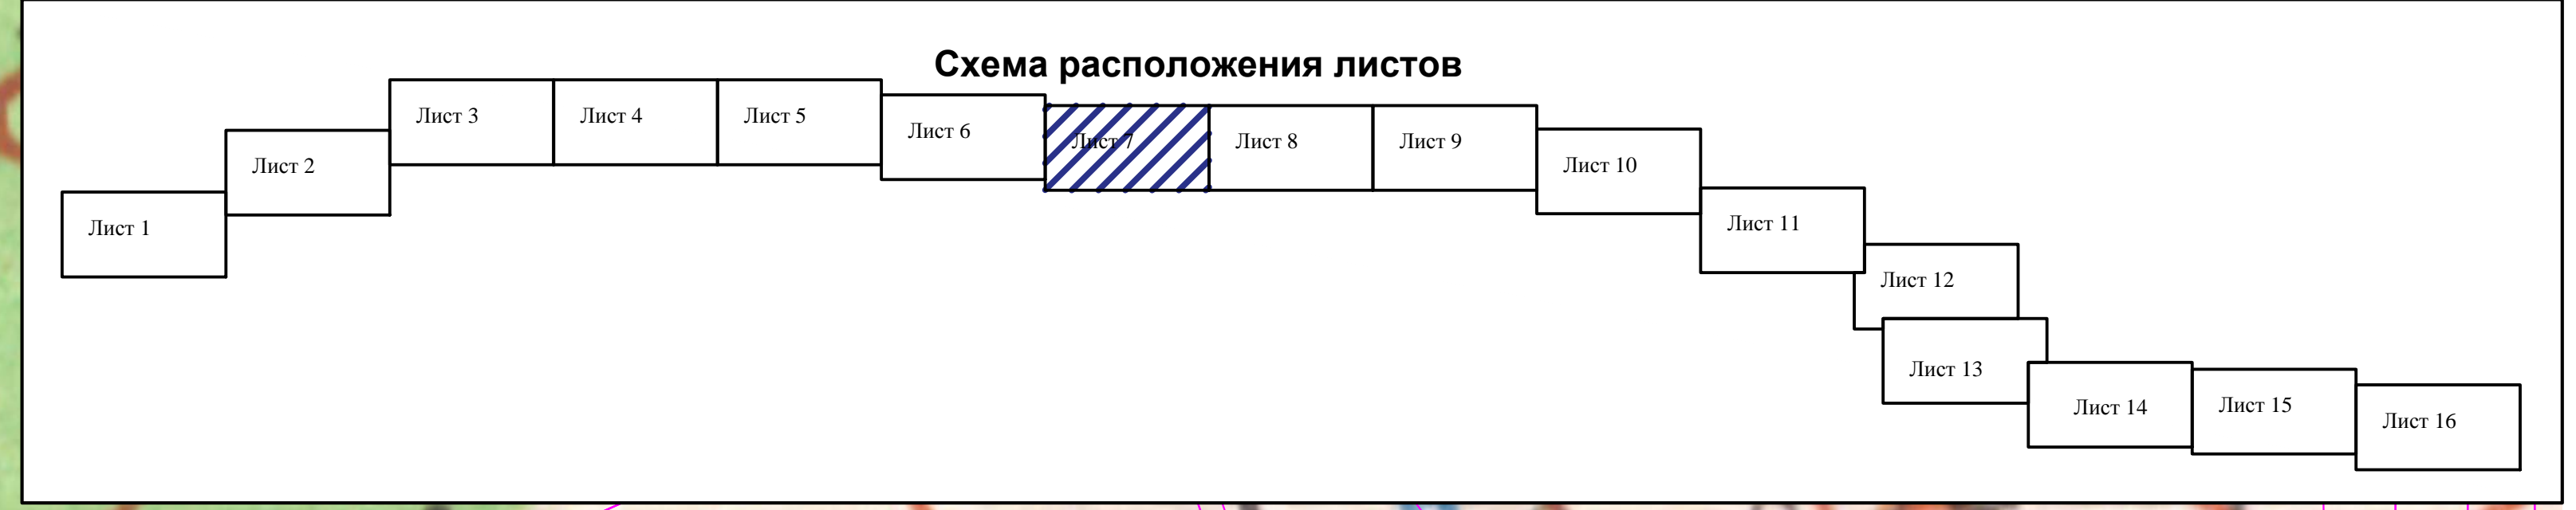 Схема расположения листов
Лист 1
Лист 2
Лист 3
Лист 4
Лист 5
Лист 6
Лист 7
Лист 8
Лист 9
Лист 10
Лист 11
Лист 12
Лист 13
Лист 14
Лист 15
Лист 16